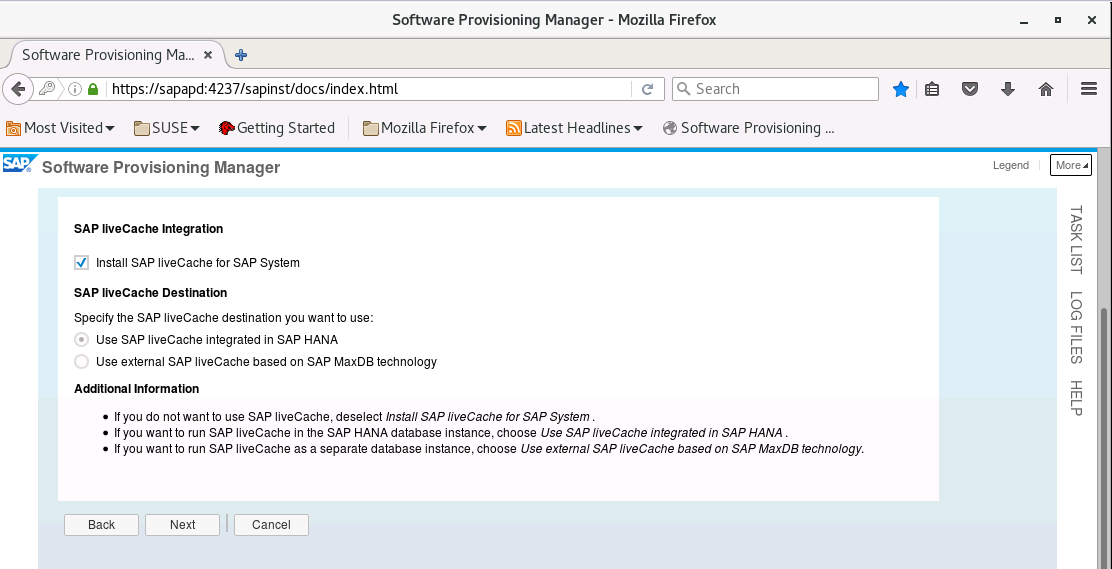 Software Provisioning Manager - Mozilla Firefox
Software Provisioning Ma...
https://sapapd:4237/sapinst/docs/index.html
Search
Most Visited
SUSE
Getting Started
Mozilla Firefox
Latest Headlines
Software Provisioning ...
SAP
Software Provisioning Manager
Legend
More
SAP liveCache Integration
Install SAP liveCache for SAP System
SAP liveCache Destination
Specify the SAP liveCache destination you want to use:
Use SAP liveCache integrated in SAP HANA
Use external SAP liveCache based on SAP MaxDB technology
Additional Information
If you do not want to use SAP liveCache, deselect Install SAP liveCache for SAP System .
If you want to run SAP liveCache in the SAP HANA database instance, choose Use SAP liveCache integrated in SAP HANA .
If you want to run SAP liveCache as a separate database instance, choose Use external SAP liveCache based on SAP MaxDB technology.
Back
Next
Cancel
TASK LIST
LOG FILES
HELP